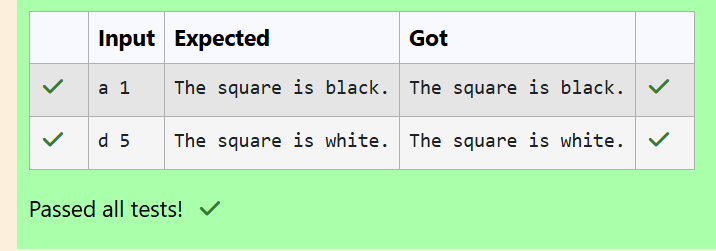 Input Expected Got
a 1 The square is black. The square is black.
d 5 The square is white. The square is white.
Passed all tests!